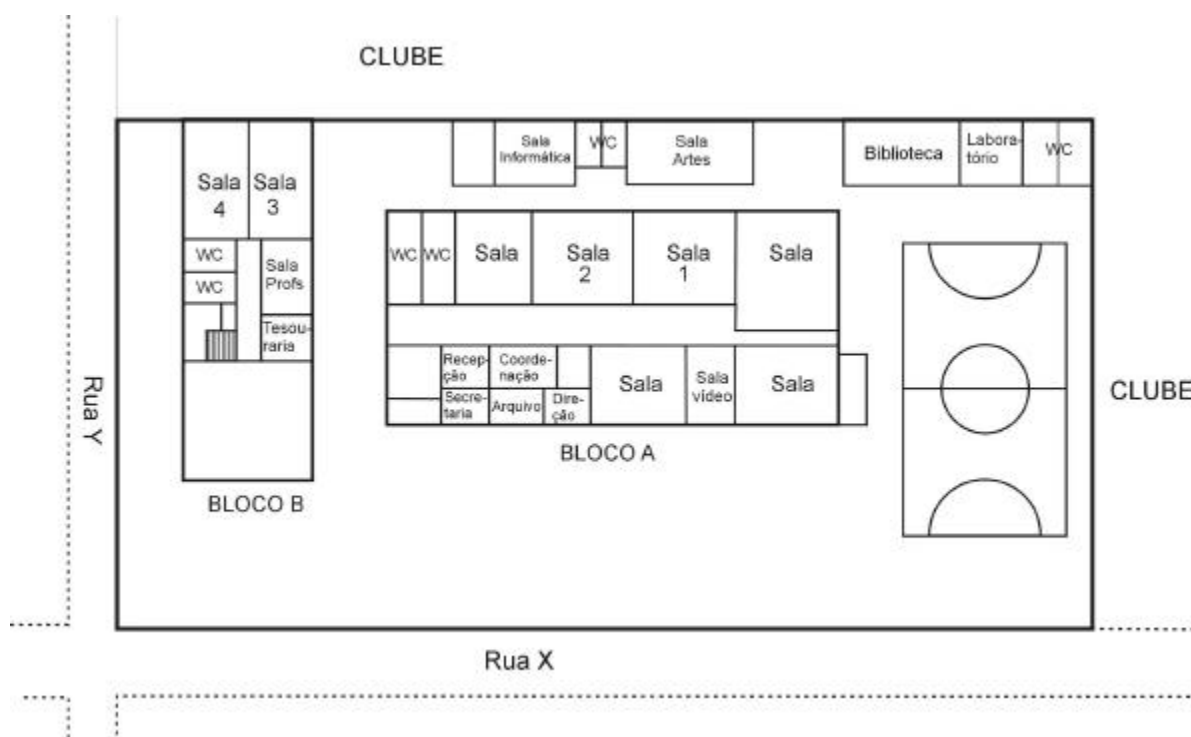 CLUBE
Sala
4
Sala
3
WC
WC
Sala
Profs
Tesou-
raria
BLOCO B
Sala
Informática
WC
Sala
Artes
Biblioteca
Labora-
tório
WC
WC
WC
Sala
Sala
2
Sala
1
Sala
Recep-
ção
Coorde-
nação
Secre-
taria
Arquivo
Dire-
ção
Sala
Sala
vídeo
Sala
BLOCO A
CLUBE
Rua Y
Rua X